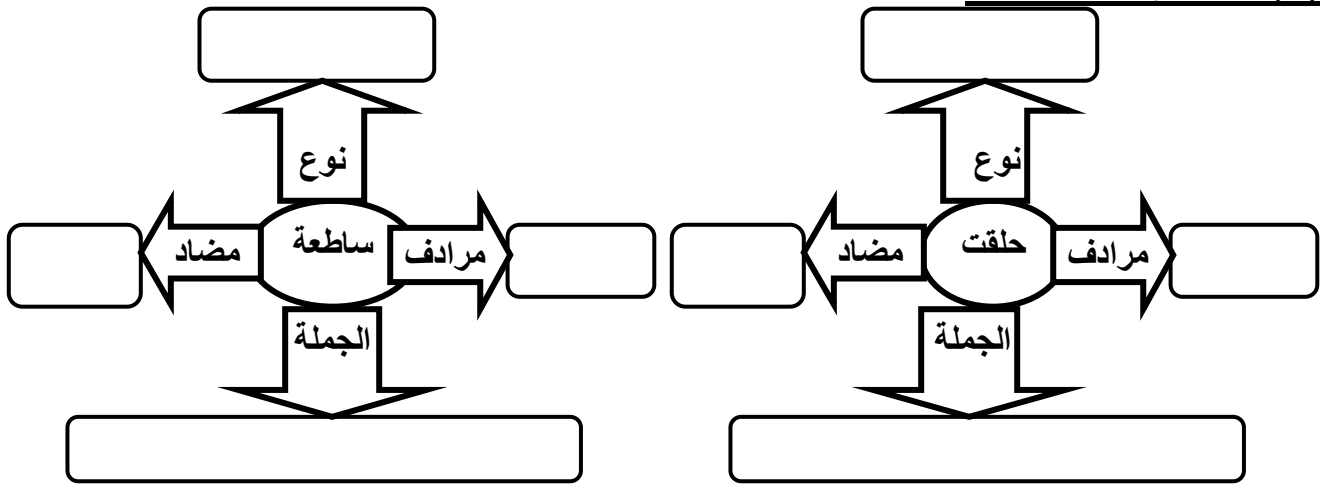 نوع
مرادف
حلقت
مضاد
الجملة
نوع
مرادف
ساطعة
مضاد
الجملة